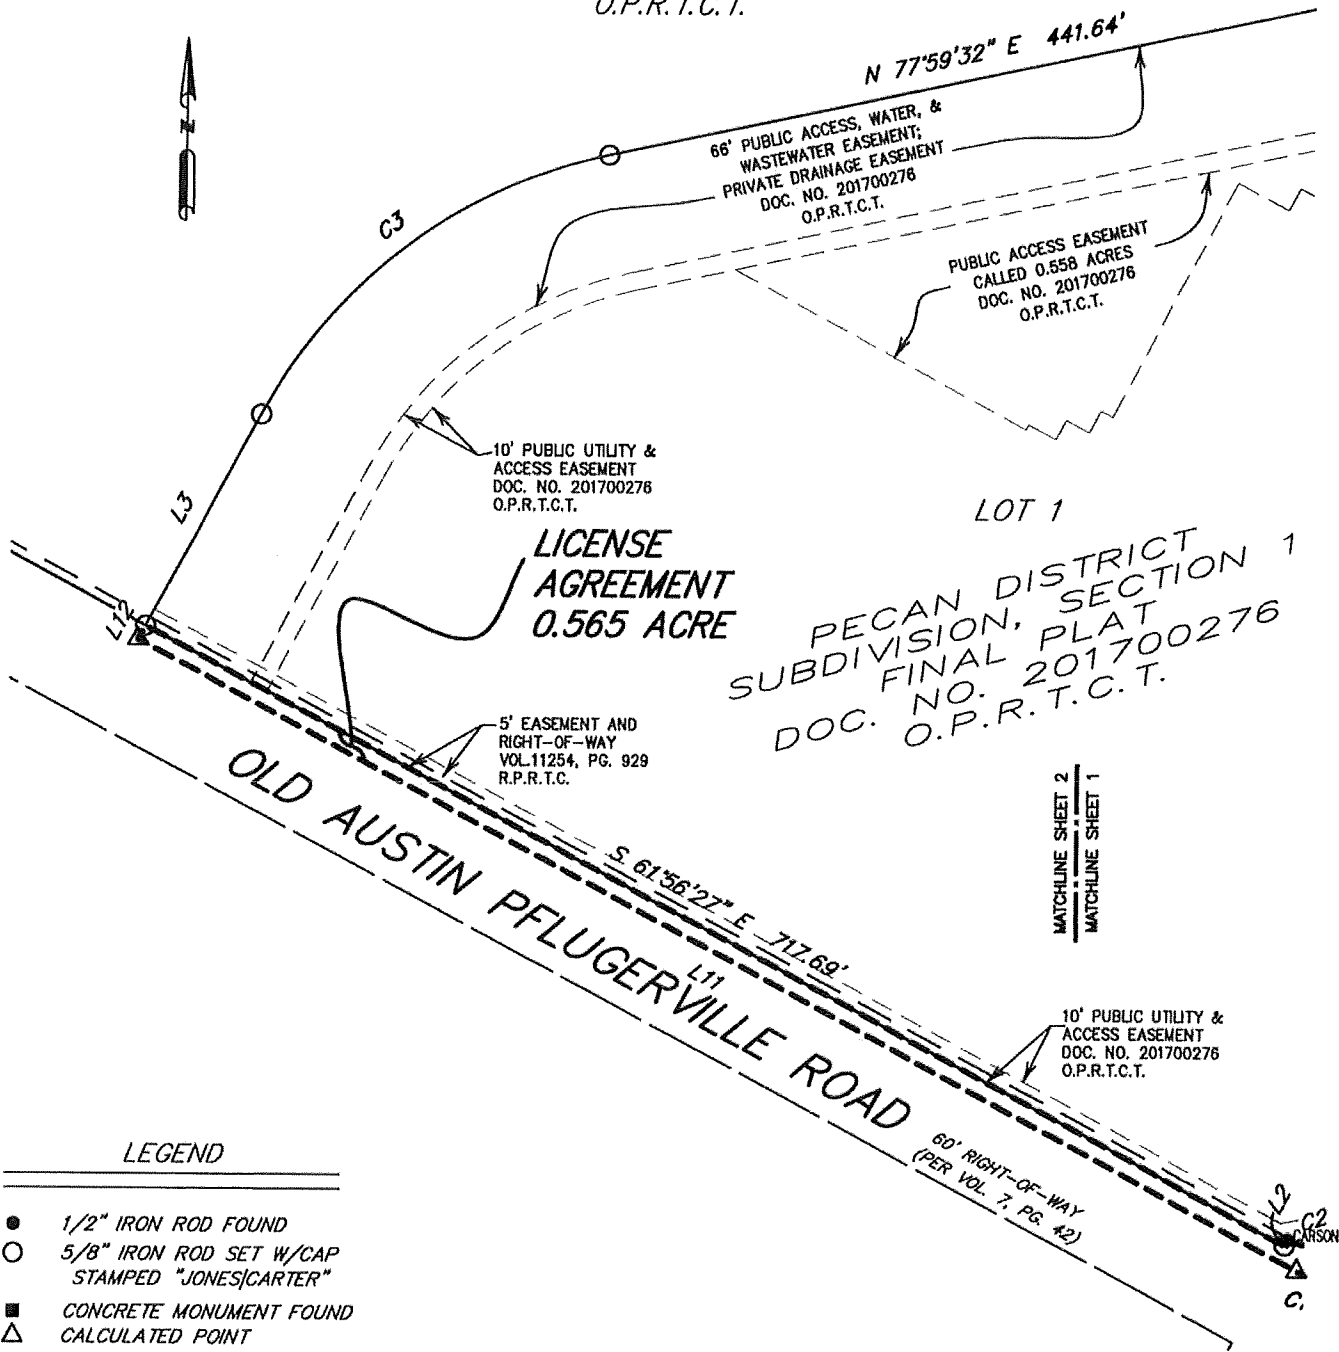 O.P.R.T.C.T.
N 77°59'32" E 441.64'
66' PUBLIC ACCESS, WATER, &
WASTEWATER EASEMENT;
PRIVATE DRAINAGE EASEMENT
DOC. NO. 201700276
O.P.R.T.C.T.
N
C3
PUBLIC ACCESS EASEMENT
CALLED 0.558 ACRES
DOC. NO. 201700276
O.P.R.T.C.T.
10' PUBLIC UTILITY &
ACCESS EASEMENT
DOC. NO. 201700276
O.P.R.T.C.T.
L3
LOT 1
LICENSE
AGREEMENT
0.565 ACRE
PECAN DISTRICT
SUBDIVISION, SECTION 1
FINAL PLAT
DOC. NO. 201700276
O.P.R.T.C.T.
L12
5' EASEMENT AND
RIGHT-OF-WAY
VOL.11254, PG. 929
R.P.R.T.C.
MATCHLINE SHEET 2
MATCHLINE SHEET 1
OLD AUSTIN PFLUGERVILLE ROAD
S 61°56'27" E 717.69'
L11
10' PUBLIC UTILITY &
ACCESS EASEMENT
DOC. NO. 201700276
O.P.R.T.C.T.
60' RIGHT-OF-WAY
(PER VOL. 7, PG. 42)
L2
C2
CARSON
C.
LEGEND
1/2" IRON ROD FOUND
5/8" IRON ROD SET W/CAP
STAMPED "JONES|CARTER"
CONCRETE MONUMENT FOUND
CALCULATED POINT